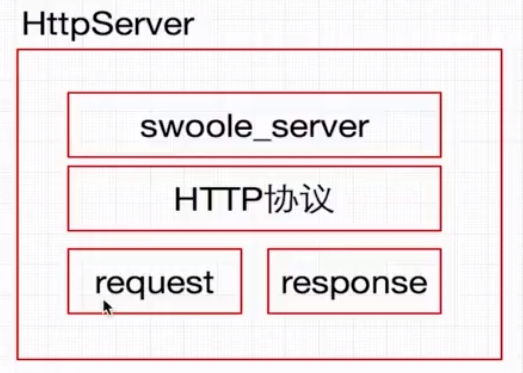 HttpServer
swoole_server
HTTP协议
request response